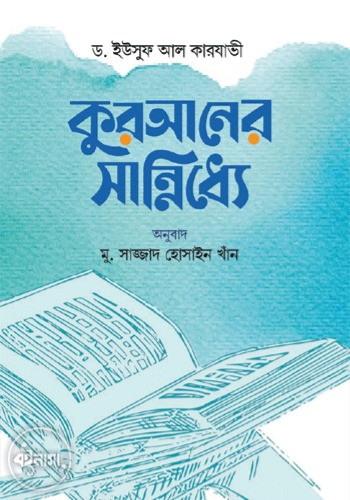 ড. ইউসুফ আল কারযাভী
কুরআনের
সান্নিধ্যে
অনুবাদ
মু. সাজ্জাদ হোসাইন খাঁন